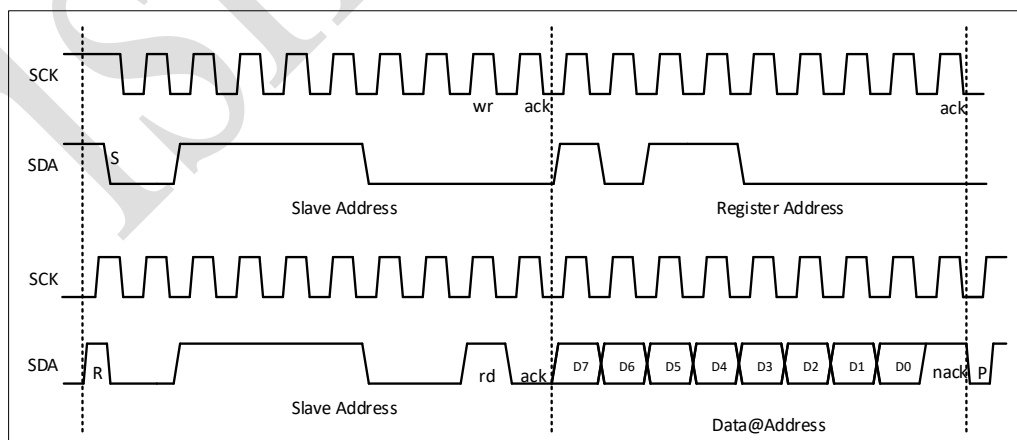 SCK
wr ack ack
SDA S
Slave Address Register Address
SCK
SDA R rd ack D7 D6 D5 D4 D3 D2 D1 D0 nack P
Slave Address
Data@Address